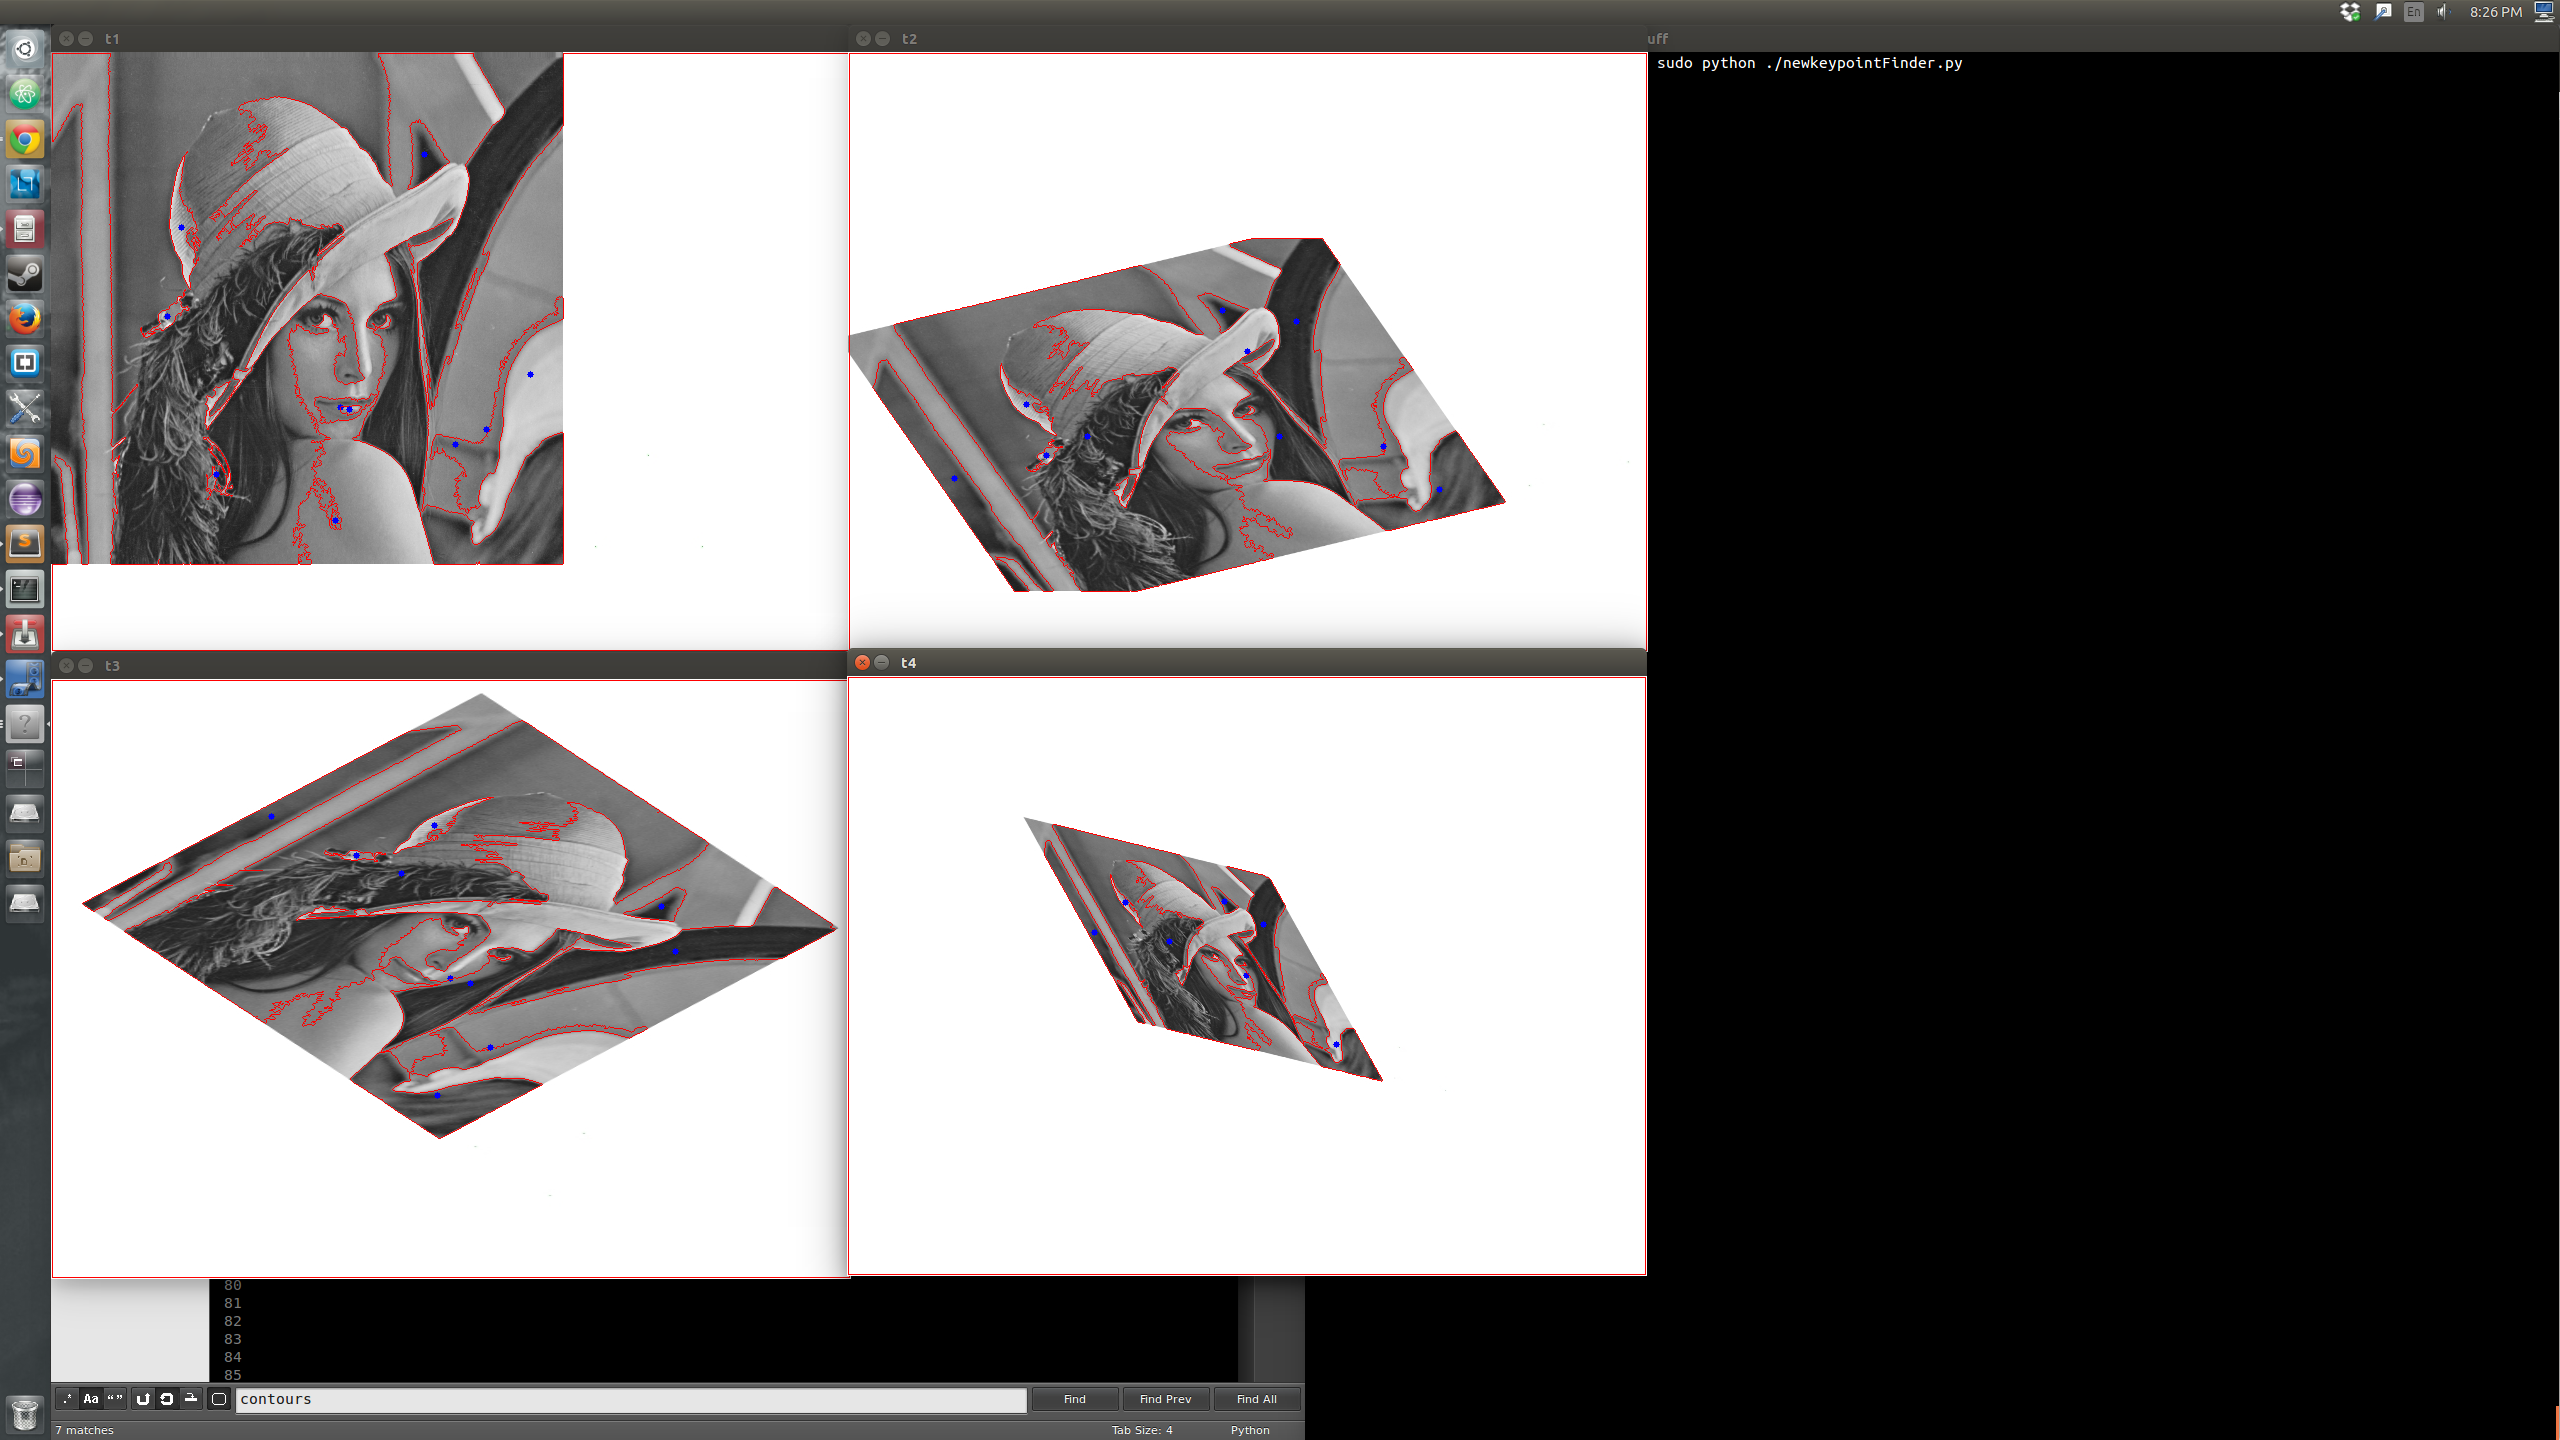 En
8:26 PM
t1
t2
uff
sudo python ./newkeypointFinder.py
t3
t4
80
81
82
83
84
85
.* Aa “”
contours
Find
Find Prev
Find All
7 matches
Tab Size: 4
Python